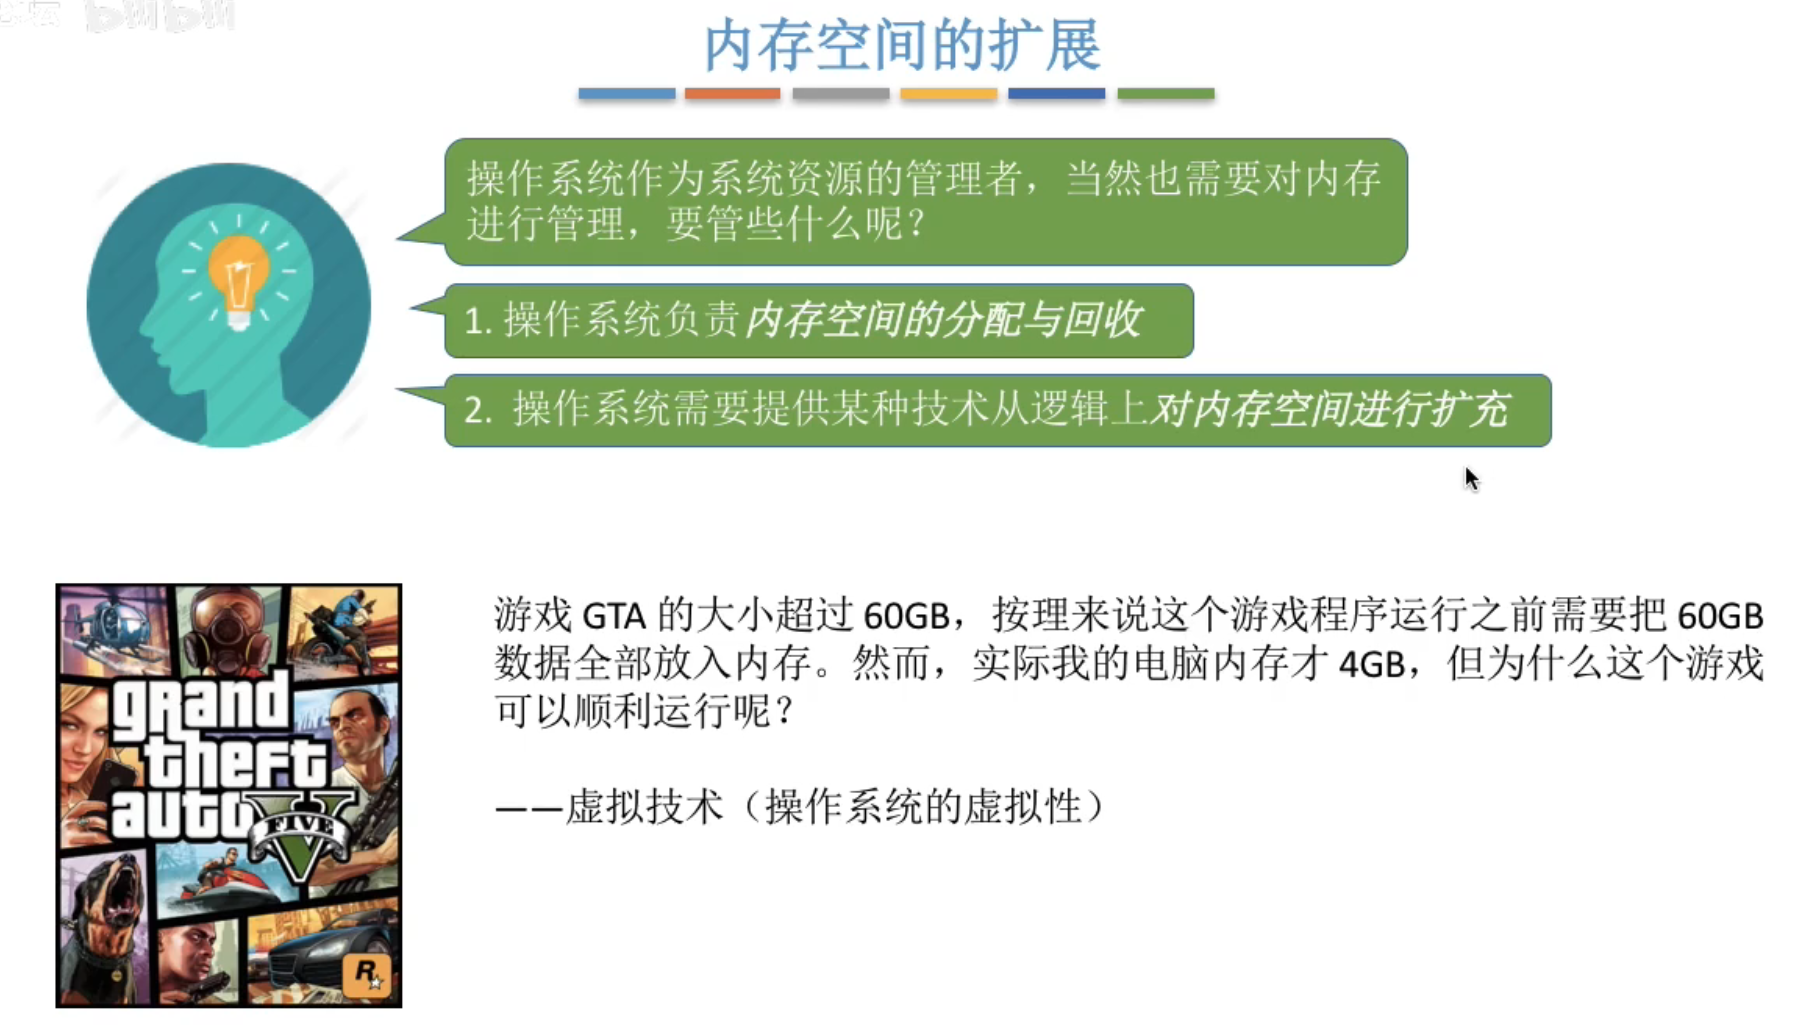 内存空间的扩展
操作系统作为系统资源的管理者，当然也需要对内存
进行管理，要管些什么呢？
1. 操作系统负责内存空间的分配与回收
2. 操作系统需要提供某种技术从逻辑上对内存空间进行扩充
游戏 GTA 的大小超过 60GB，按理来说这个游戏程序运行之前需要把 60GB
数据全部放入内存。然而，实际我的电脑内存才 4GB，但为什么这个游戏
可以顺利运行呢？
——虚拟技术（操作系统的虚拟性）
grand
theft
auto
V
FIVE
R